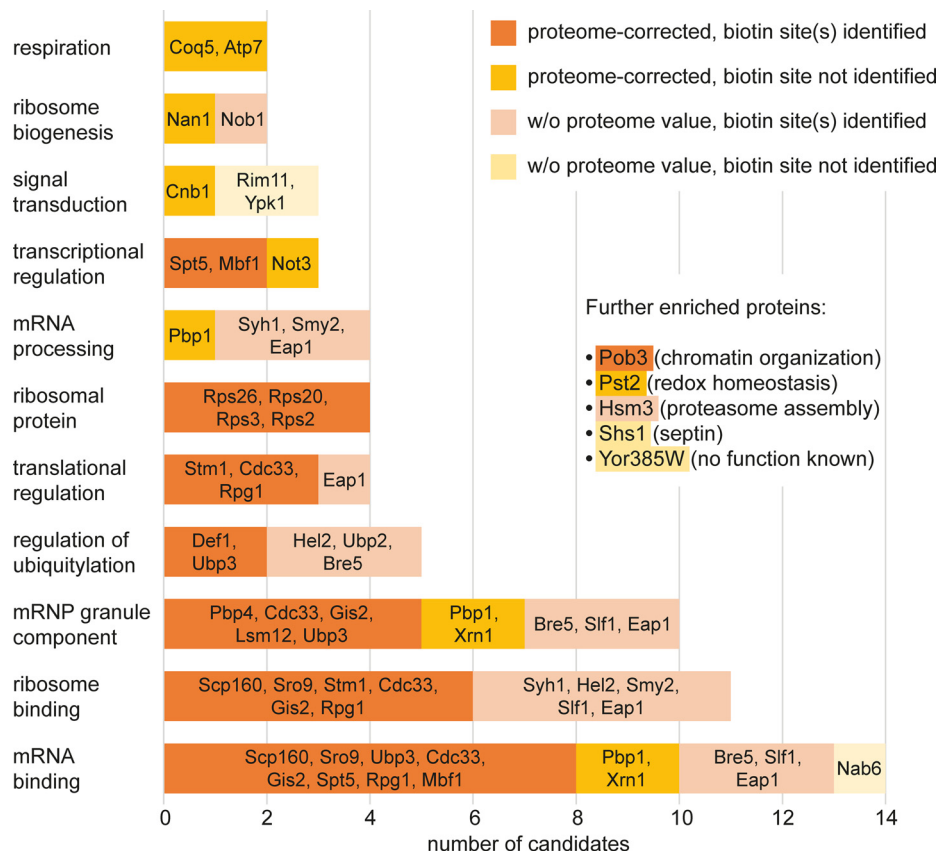 proteome-corrected, biotin site(s) identified
proteome-corrected, biotin site not identified
w/o proteome value, biotin site(s) identified
w/o proteome value, biotin site not identified
respiration
Coq5, Atp7
ribosome
biogenesis
Nan1
Nob1
signal
transduction
Cnb1
Rim11,
Ypk1
transcriptional
regulation
Spt5, Mbf1
Not3
mRNA
processing
Pbp1
Syh1, Smy2,
Eap1
ribosomal
protein
Rps26, Rps20,
Rps3, Rps2
translational
regulation
Stm1, Cdc33,
Rpg1
Eap1
regulation of
ubiquitylation
Def1,
Ubp3
Hel2, Ubp2,
Bre5
mRNP granule
component
Pbp4, Cdc33, Gis2,
Lsm12, Ubp3
Pbp1,
Xrn1
Bre5, Slf1, Eap1
ribosome
binding
Scp160, Sro9, Stm1, Cdc33,
Gis2, Rpg1
Syh1, Hel2, Smy2,
Slf1, Eap1
mRNA
binding
Scp160, Sro9, Ubp3, Cdc33,
Gis2, Spt5, Rpg1, Mbf1
Pbp1,
Xrn1
Bre5, Slf1,
Eap1
Nab6
Further enriched proteins:
• Pob3 (chromatin organization)
• Pst2 (redox homeostasis)
• Hsm3 (proteasome assembly)
• Shs1 (septin)
• Yor385W (no function known)
0 2 4 6 8 10 12 14
number of candidates